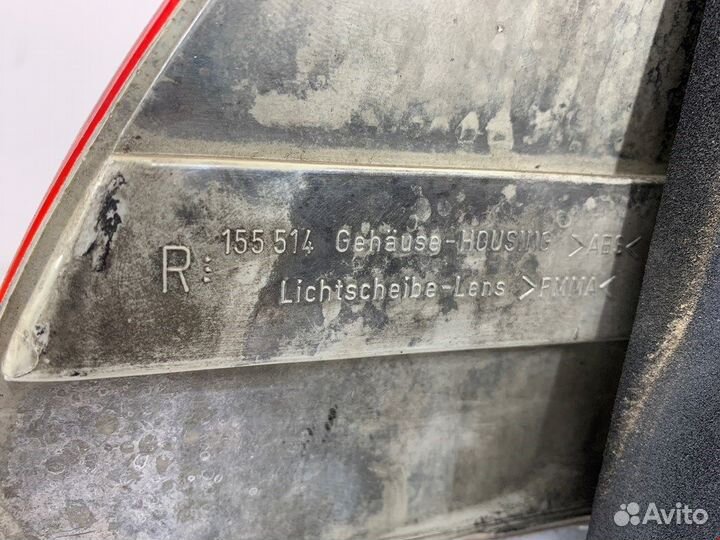 R 155 514 Gehäuse-HOUSING >ABS<
Lichtscheibe-Lens >PMMA<
Avito